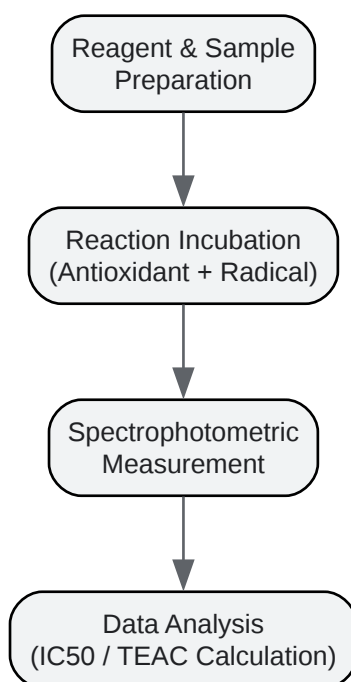 Reagent & Sample
Preparation
Reaction Incubation
(Antioxidant + Radical)
Spectrophotometric
Measurement
Data Analysis
(IC50 / TEAC Calculation)